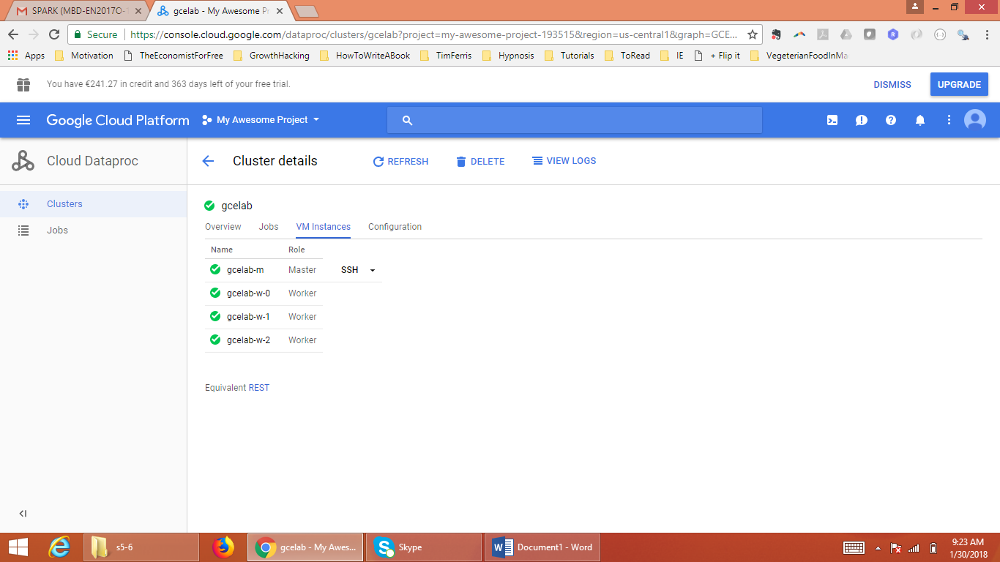 SPARK (MBD-EN2017O-
gcelab - My Awesome Pr
Secure
https://console.cloud.google.com/dataproc/clusters/gcelab?project=my-awesome-project-193515&region=us-central1&graph=GCE...
Apps
Motivation
TheEconomistForFree
GrowthHacking
HowToWriteABook
TimFerris
Hypnosis
Tutorials
ToRead
IE
+ Flip it
VegeterianFoodInMa
You have €241.27 in credit and 363 days left of your free trial.
DISMISS
UPGRADE
Google Cloud Platform
My Awesome Project
Cloud Dataproc
Cluster details
REFRESH
DELETE
VIEW LOGS
Clusters
Jobs
gcelab
Overview
Jobs
VM Instances
Configuration
Name Role
gcelab-m Master SSH
gcelab-w-0 Worker
gcelab-w-1 Worker
gcelab-w-2 Worker
Equivalent REST
s5-6
gcelab - My Awes...
Skype
Document1 - Word
9:23 AM
1/30/2018